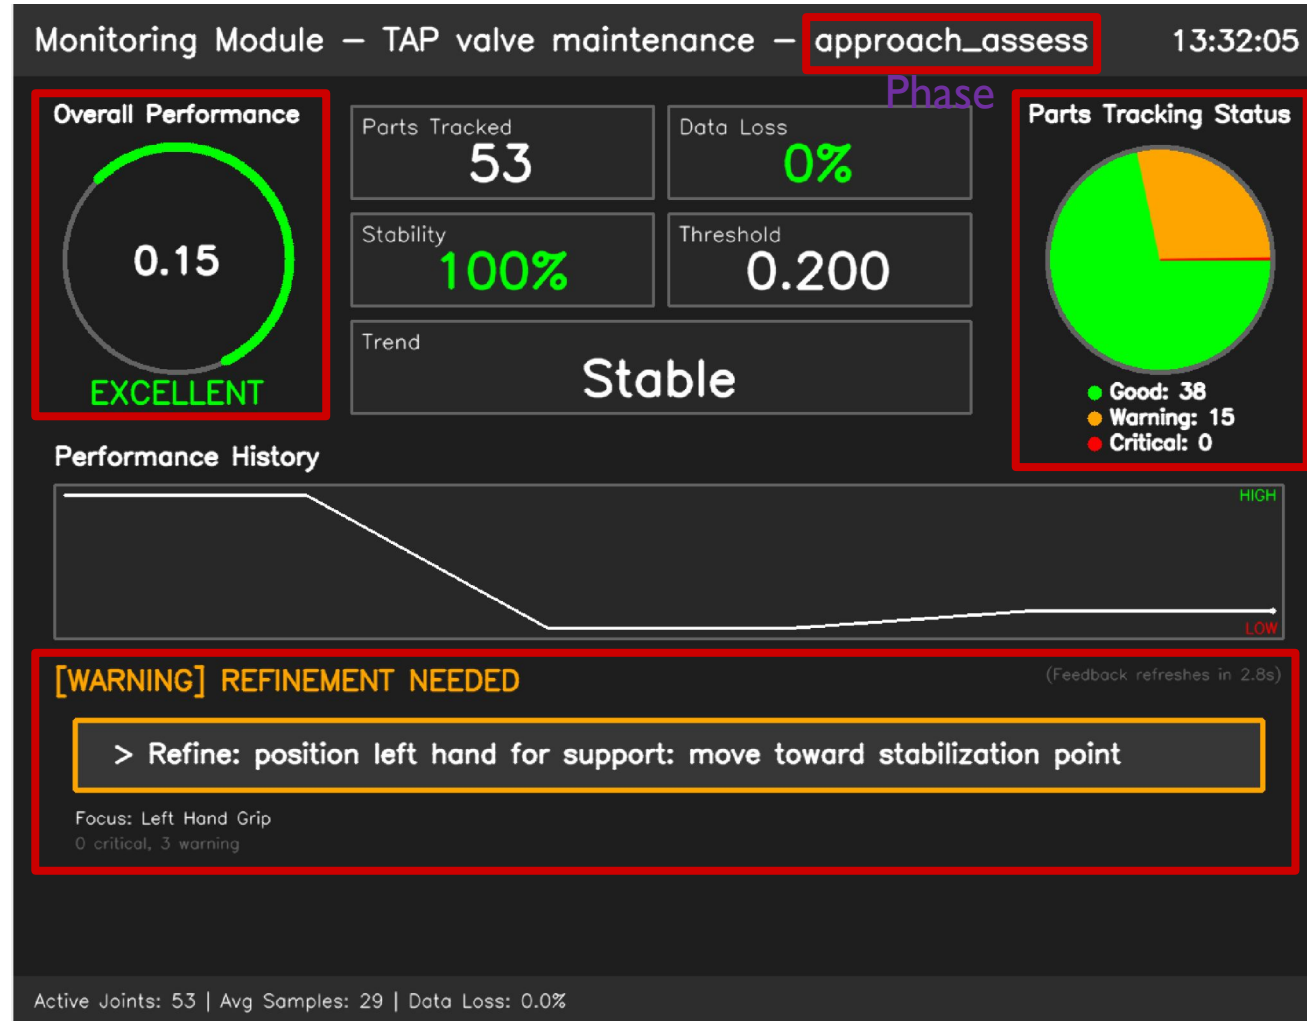 Monitoring Module – TAP valve maintenance – approach_assess 13:32:05
Phase
Overall Performance
0.15
EXCELLENT
Parts Tracked
53
Data Loss
0%
Stability
100%
Threshold
0.200
Trend
Stable
Parts Tracking Status
Good: 38
Warning: 15
Critical: 0
Performance History
HIGH
LOW
[WARNING] REFINEMENT NEEDED
(Feedback refreshes in 2.8s)
> Refine: position left hand for support: move toward stabilization point
Focus: Left Hand Grip
0 critical, 3 warning
Active Joints: 53 | Avg Samples: 29 | Data Loss: 0.0%